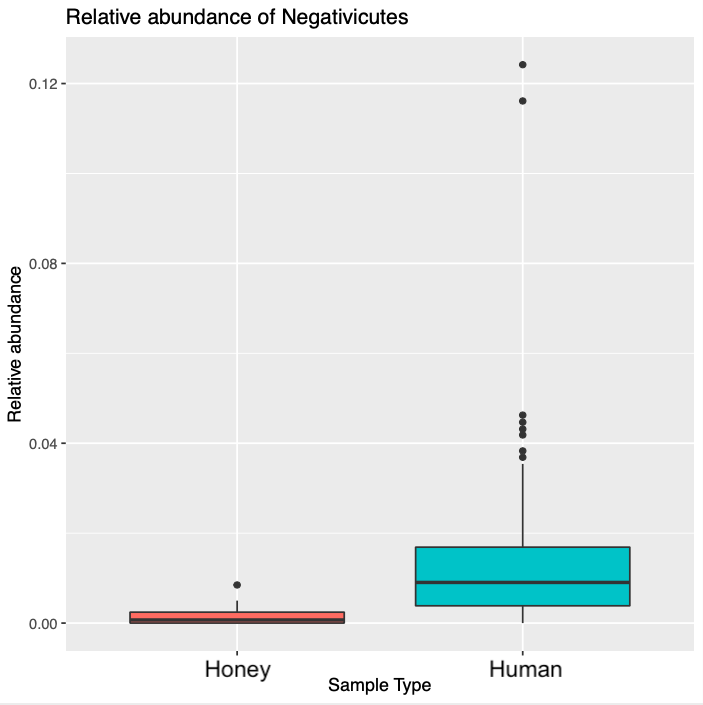 Relative abundance of Negativicutes
Relative abundance
0.12
0.08
0.04
0.00
Honey
Human
Sample Type